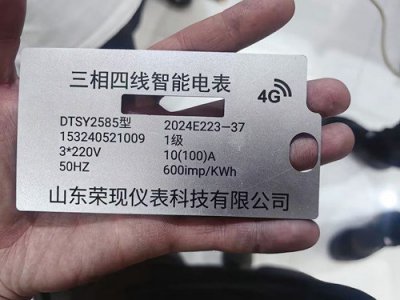 三相四线智能电表
4G
DTSY2585型 2024E223-37
153240521009 1级
3*220V 10(100)A
50HZ 600imp/KWh
山东荣现仪表科技有限公司